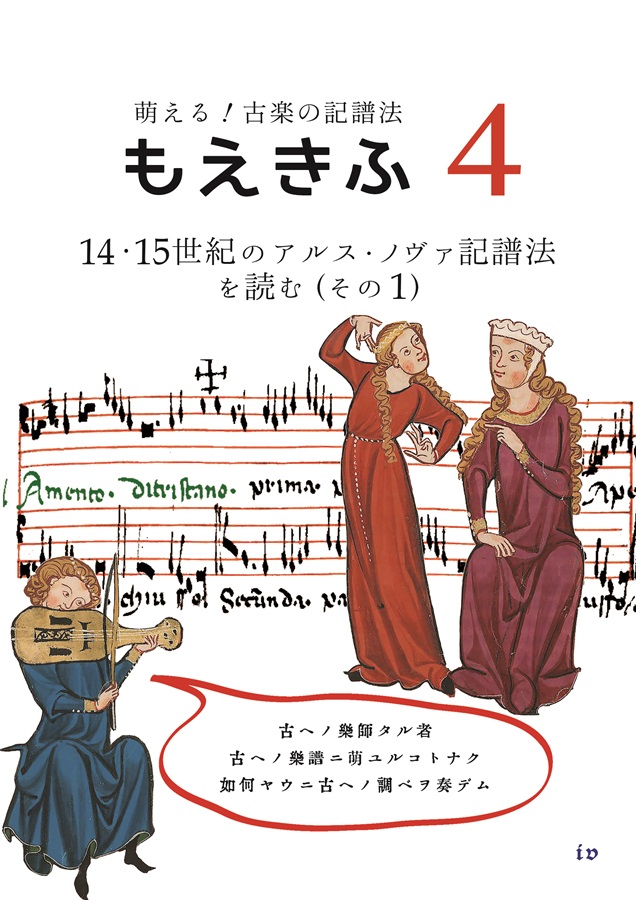 萌える!古楽の記譜法
もえきふ 4
14·15世紀のアルス·ノヴァ記譜法
を読む(その1)
Lamento. ditristano. prima. p
chiuſol Secunda. pa
古ヘノ樂師タル者
古ヘノ樂譜ニ萌ユルコトナク
如何ヤウニ古ヘノ調ベヲ奏デム
iv